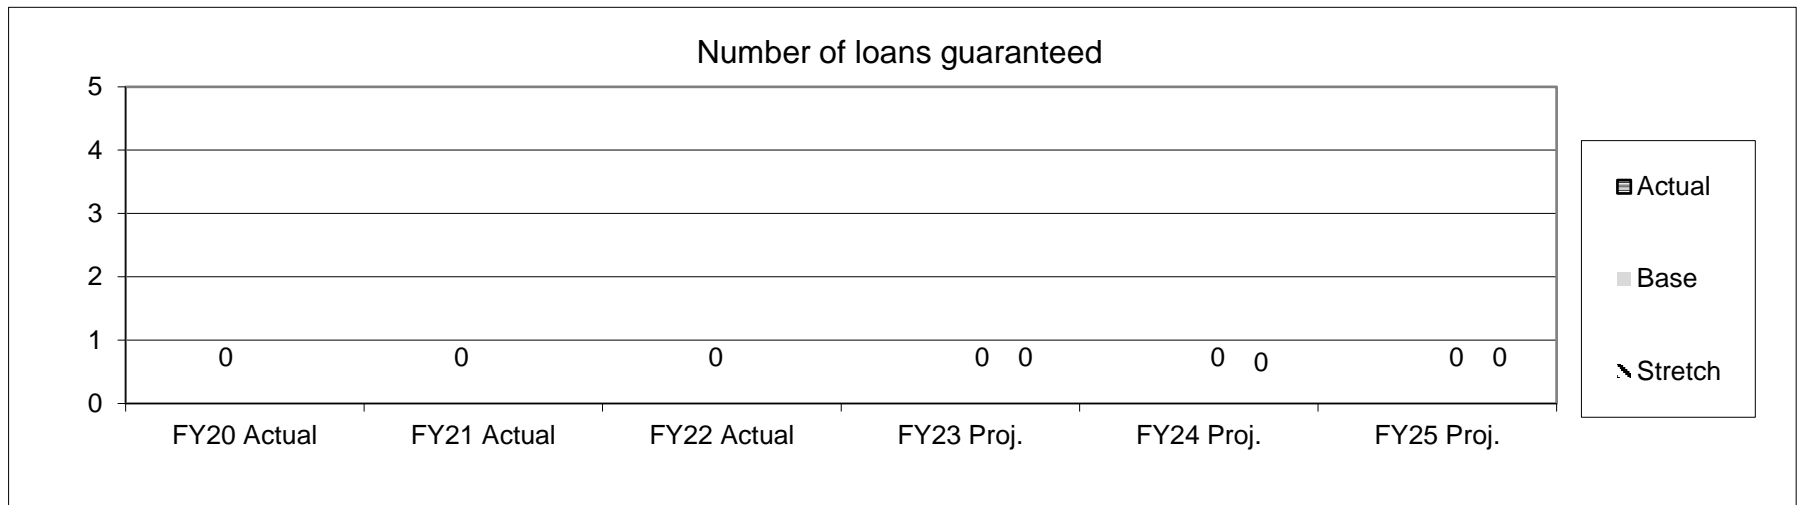 Number of loans guaranteed
5
4
3
2
1
0
0 0 0 0 0 0 0 0 0
FY20 Actual FY21 Actual FY22 Actual FY23 Proj. FY24 Proj. FY25 Proj.
Actual
Base
Stretch